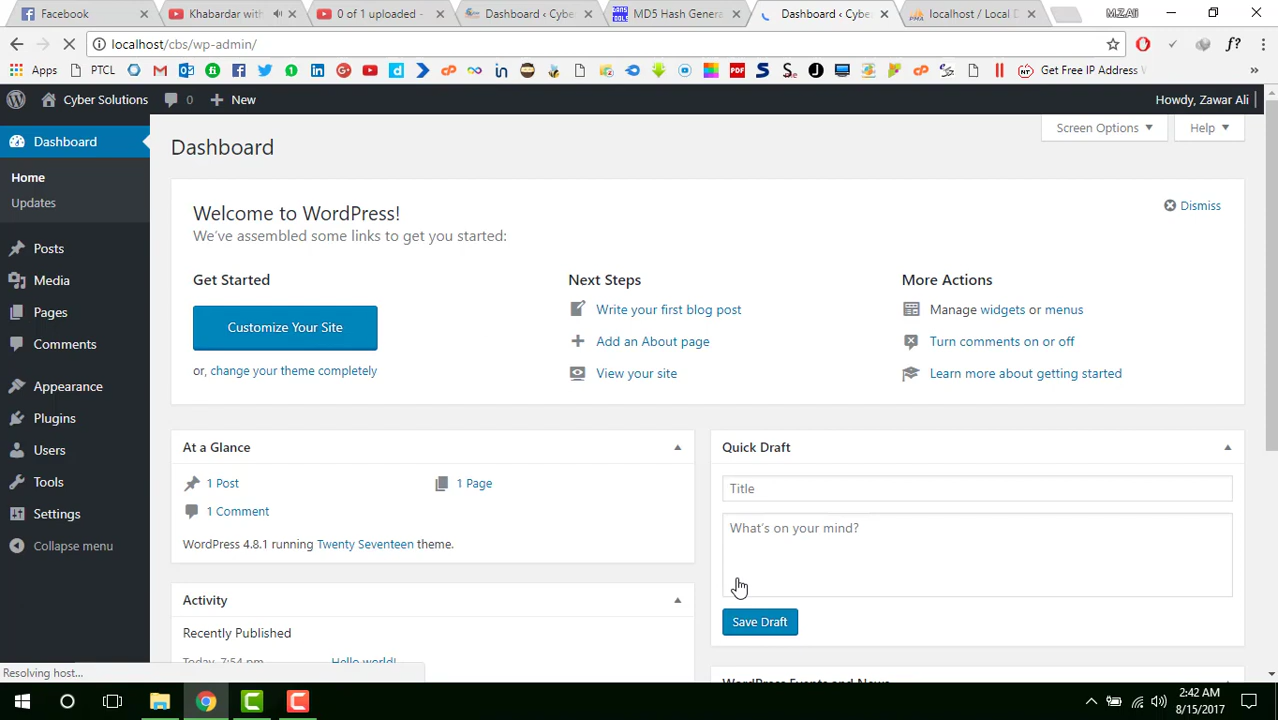 Facebook
Khabardar with
0 of 1 uploaded -
Dashboard ‹ Cybe
MD5 Hash Genera
Dashboard ‹ Cybe
localhost / Local D
M.Z.Ali
localhost/cbs/wp-admin/
Apps
PTCL
Get Free IP Address
Cyber Solutions
0
New
Howdy, Zawar Ali
Dashboard
Home
Updates
Posts
Media
Pages
Comments
Appearance
Plugins
Users
Tools
Settings
Collapse menu
Dashboard
Screen Options
Help
Welcome to WordPress!
We've assembled some links to get you started:
Dismiss
Get Started
Customize Your Site
or, change your theme completely
Next Steps
Write your first blog post
Add an About page
View your site
More Actions
Manage widgets or menus
Turn comments on or off
Learn more about getting started
At a Glance
1 Post
1 Page
1 Comment
WordPress 4.8.1 running Twenty Seventeen theme.
Activity
Recently Published
Today, 7:54 pm
Hello world!
Quick Draft
Title
What's on your mind?
Save Draft
WordPress Events and News
Resolving host...
2:42 AM
8/15/2017